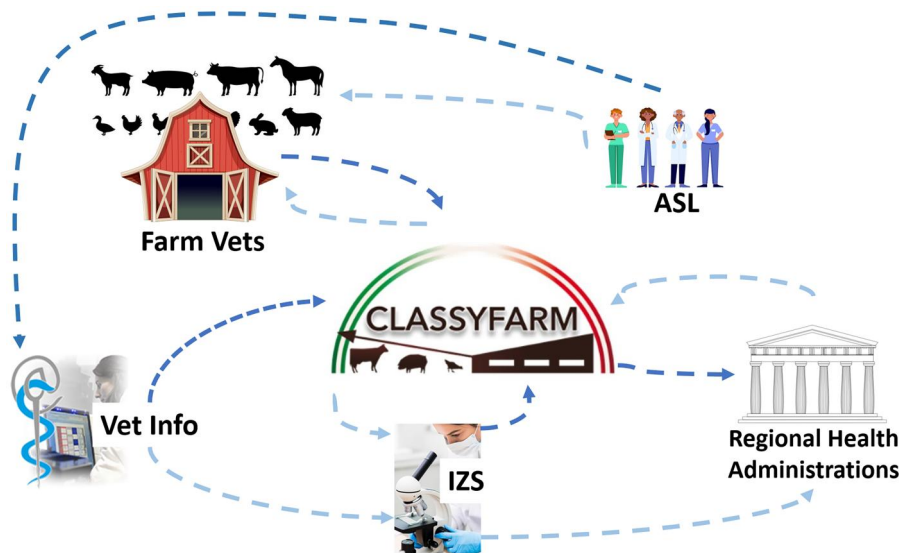 ASL
Farm Vets
CLASSYFARM
Vet Info
IZS
Regional Health
Administrations